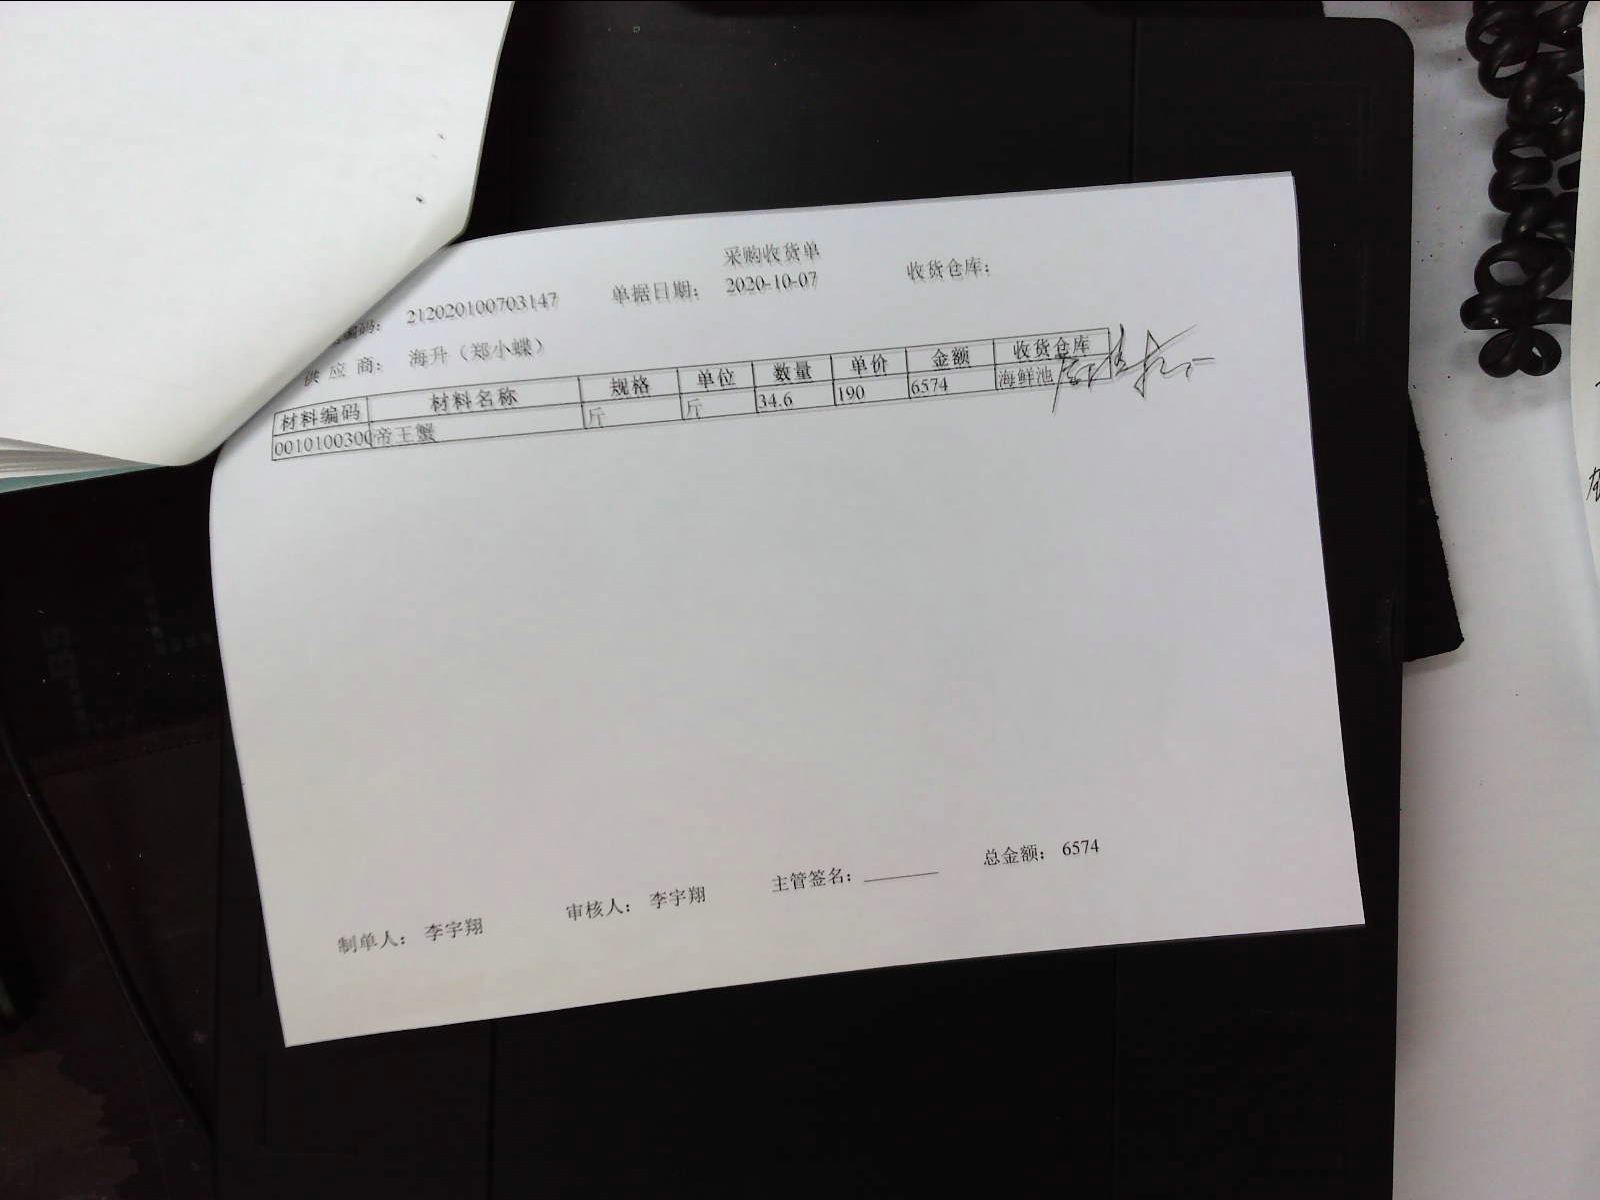 采购收货单
编码： 212020100703147 单据日期： 2020-10-07 收货仓库：
供 应 商： 海升（郑小蝶）
材料编码 材料名称 规格 单位 数量 单价 金额 收货仓库
0010100300 帝王蟹 斤 斤 34.6 190 6574 海鲜池
制单人： 李宇翔 审核人： 李宇翔 主管签名： 总金额： 6574